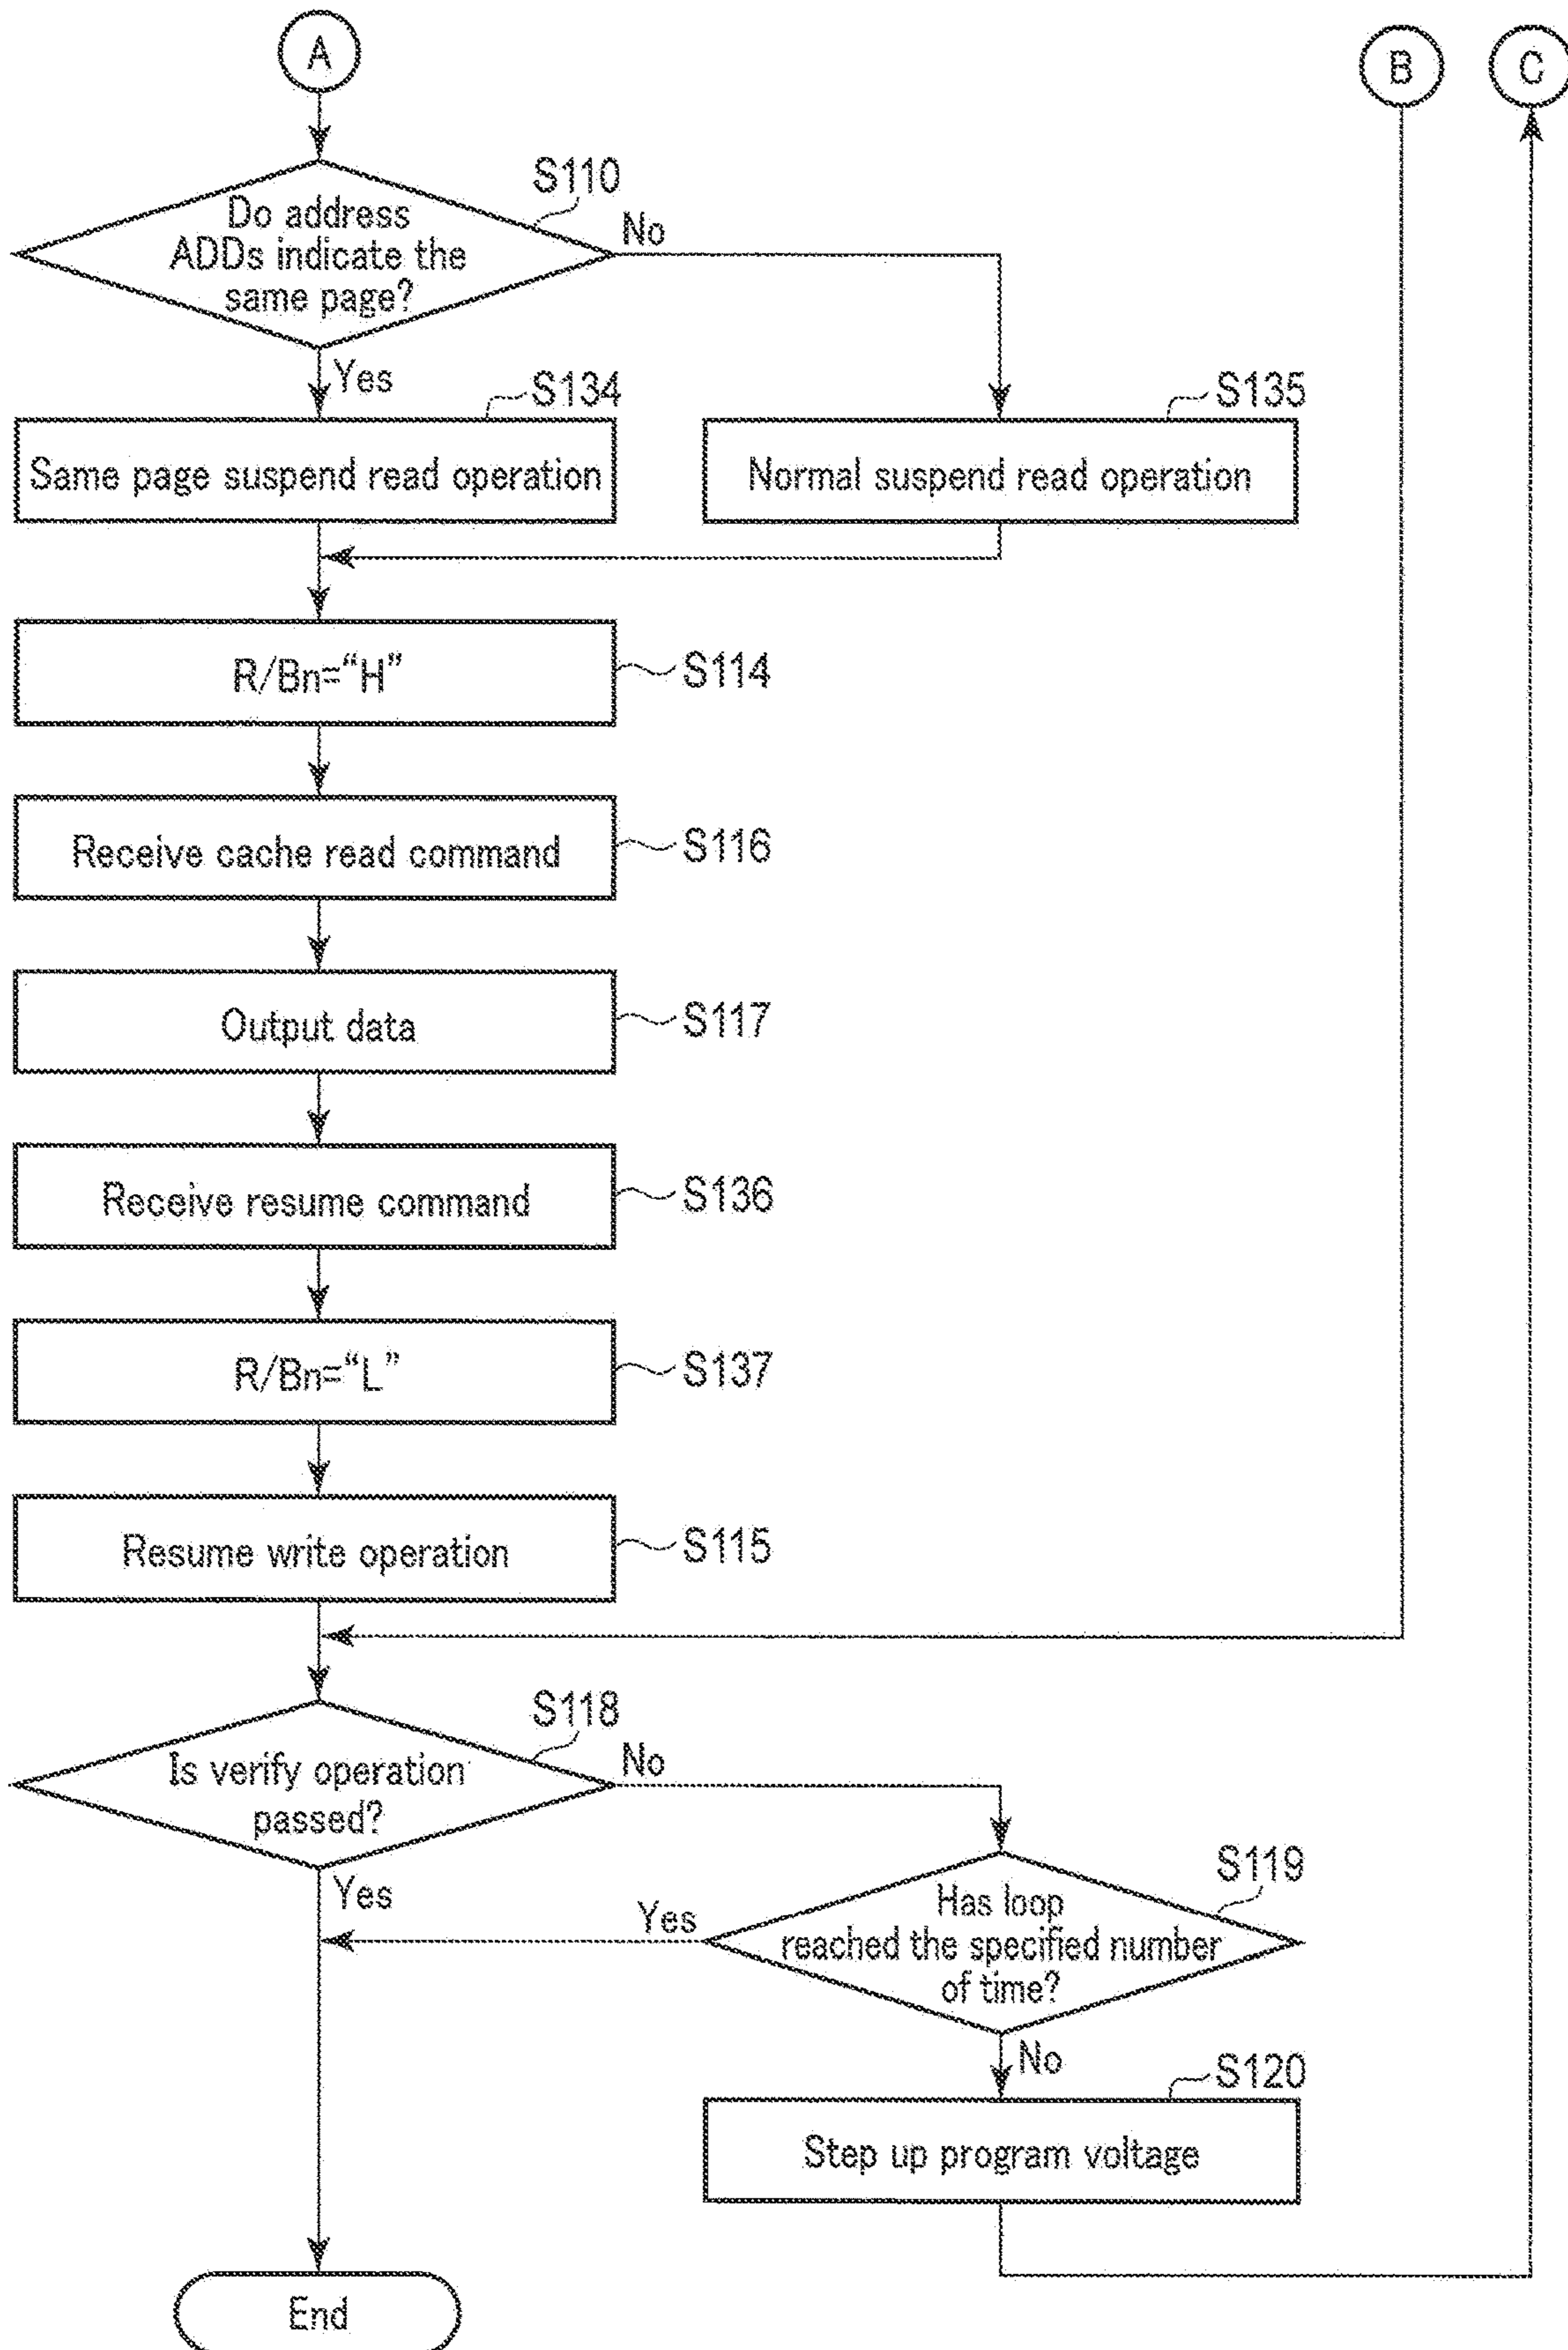 A
B
C
S110
Do address
ADDs indicate the
same page?
No
Yes
S134
S135
Same page suspend read operation
Normal suspend read operation
R/Bn=“H”
S114
Receive cache read command
S116
Output data
S117
Receive resume command
S136
R/Bn=“L”
S137
Resume write operation
S115
S118
Is verify operation
passed?
No
Yes
S119
Has loop
reached the specified number
of time?
Yes
No
S120
Step up program voltage
End